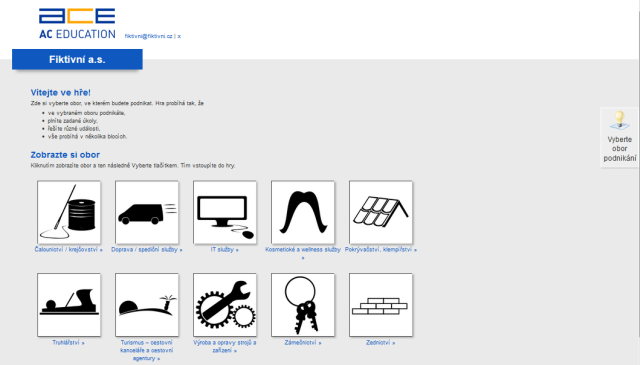 ace
AC EDUCATION
fiktivni@fiktivni.cz | x
Fiktivní a.s.
Vítejte ve hře!
Zde si vyberte obor, ve kterém budete podnikat. Hra probíhá tak, že
ve vybraném oboru podnikáte,
plníte zadané úkoly,
řešíte různé události,
vše probíhá v několika blocích.
Vyberte
obor
podnikání
Zobrazte si obor
Kliknutím zobrazíte obor a ten následně Vyberte tlačítkem. Tím vstoupíte do hry.
Čalounictví / krejčovství »
Doprava / spediční služby »
IT služby »
Kosmetické a wellness služby
»
Pokrývačství, klempířství »
Truhlářství »
Turismus – cestovní
kanceláře a cestovní
agentury »
Výroba a opravy strojů a
zařízení »
Zámečnictví »
Zednictví »